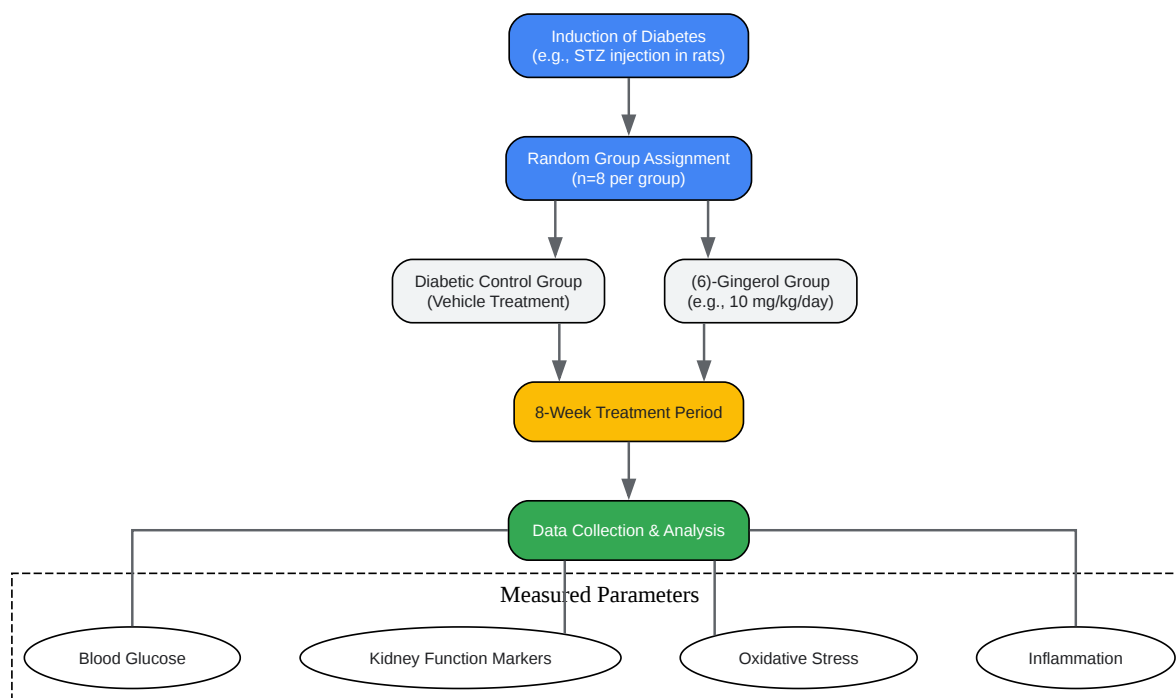 Induction of Diabetes
(e.g., STZ injection in rats)
Random Group Assignment
(n=8 per group)
Diabetic Control Group
(Vehicle Treatment)
(6)-Gingerol Group
(e.g., 10 mg/kg/day)
8-Week Treatment Period
Data Collection & Analysis
Measured Parameters
Blood Glucose
Kidney Function Markers
Oxidative Stress
Inflammation